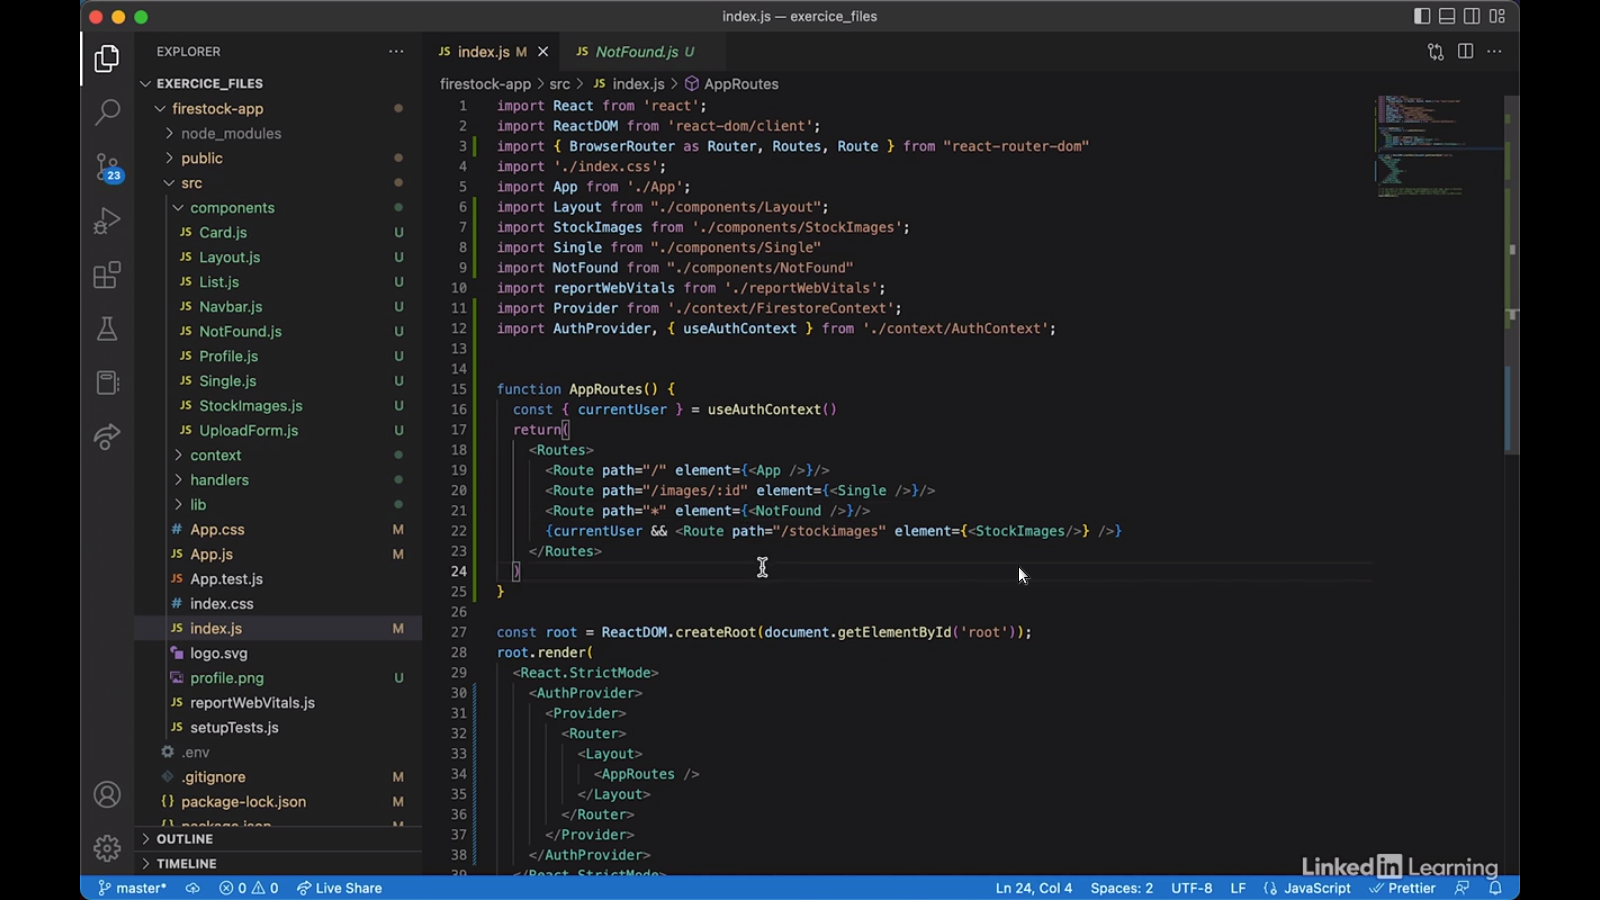 index.js — exercice_files
EXPLORER
EXERCICE_FILES
firestock-app
node_modules
public
src
components
JS Card.js U
JS Layout.js U
JS List.js U
JS Navbar.js U
JS NotFound.js U
JS Profile.js U
JS Single.js U
JS StockImages.js U
JS UploadForm.js U
context
handlers
lib
# App.css M
JS App.js M
JS App.test.js
# index.css
JS index.js M
logo.svg
profile.png U
JS reportWebVitals.js
JS setupTests.js
.env
.gitignore M
{} package-lock.json M
{} package.json M
OUTLINE
TIMELINE
23
JS index.js M
JS NotFound.js U
firestock-app > src > JS index.js > AppRoutes
1 import React from 'react';
2 import ReactDOM from 'react-dom/client';
3 import { BrowserRouter as Router, Routes, Route } from "react-router-dom"
4 import './index.css';
5 import App from './App';
6 import Layout from "./components/Layout";
7 import StockImages from './components/StockImages';
8 import Single from "./components/Single"
9 import NotFound from "./components/NotFound"
10 import reportWebVitals from './reportWebVitals';
11 import Provider from './context/FirestoreContext';
12 import AuthProvider, { useAuthContext } from './context/AuthContext';
13
14
15 function AppRoutes() {
16 const { currentUser } = useAuthContext()
17 return(
18 <Routes>
19 <Route path="/" element={<App />}/>
20 <Route path="/images/:id" element={<Single />}/>
21 <Route path="*" element={<NotFound />}/>
22 {currentUser && <Route path="/stockimages" element={<StockImages/>} />}
23 </Routes>
24 )
25 }
26
27 const root = ReactDOM.createRoot(document.getElementById('root'));
28 root.render(
29 <React.StrictMode>
30 <AuthProvider>
31 <Provider>
32 <Router>
33 <Layout>
34 <AppRoutes />
35 </Layout>
36 </Router>
37 </Provider>
38 </AuthProvider>
39 </React.StrictMode>
LinkedIn Learning
master*
0 0
Live Share
Ln 24, Col 4
Spaces: 2
UTF-8
LF
{} JavaScript
Prettier